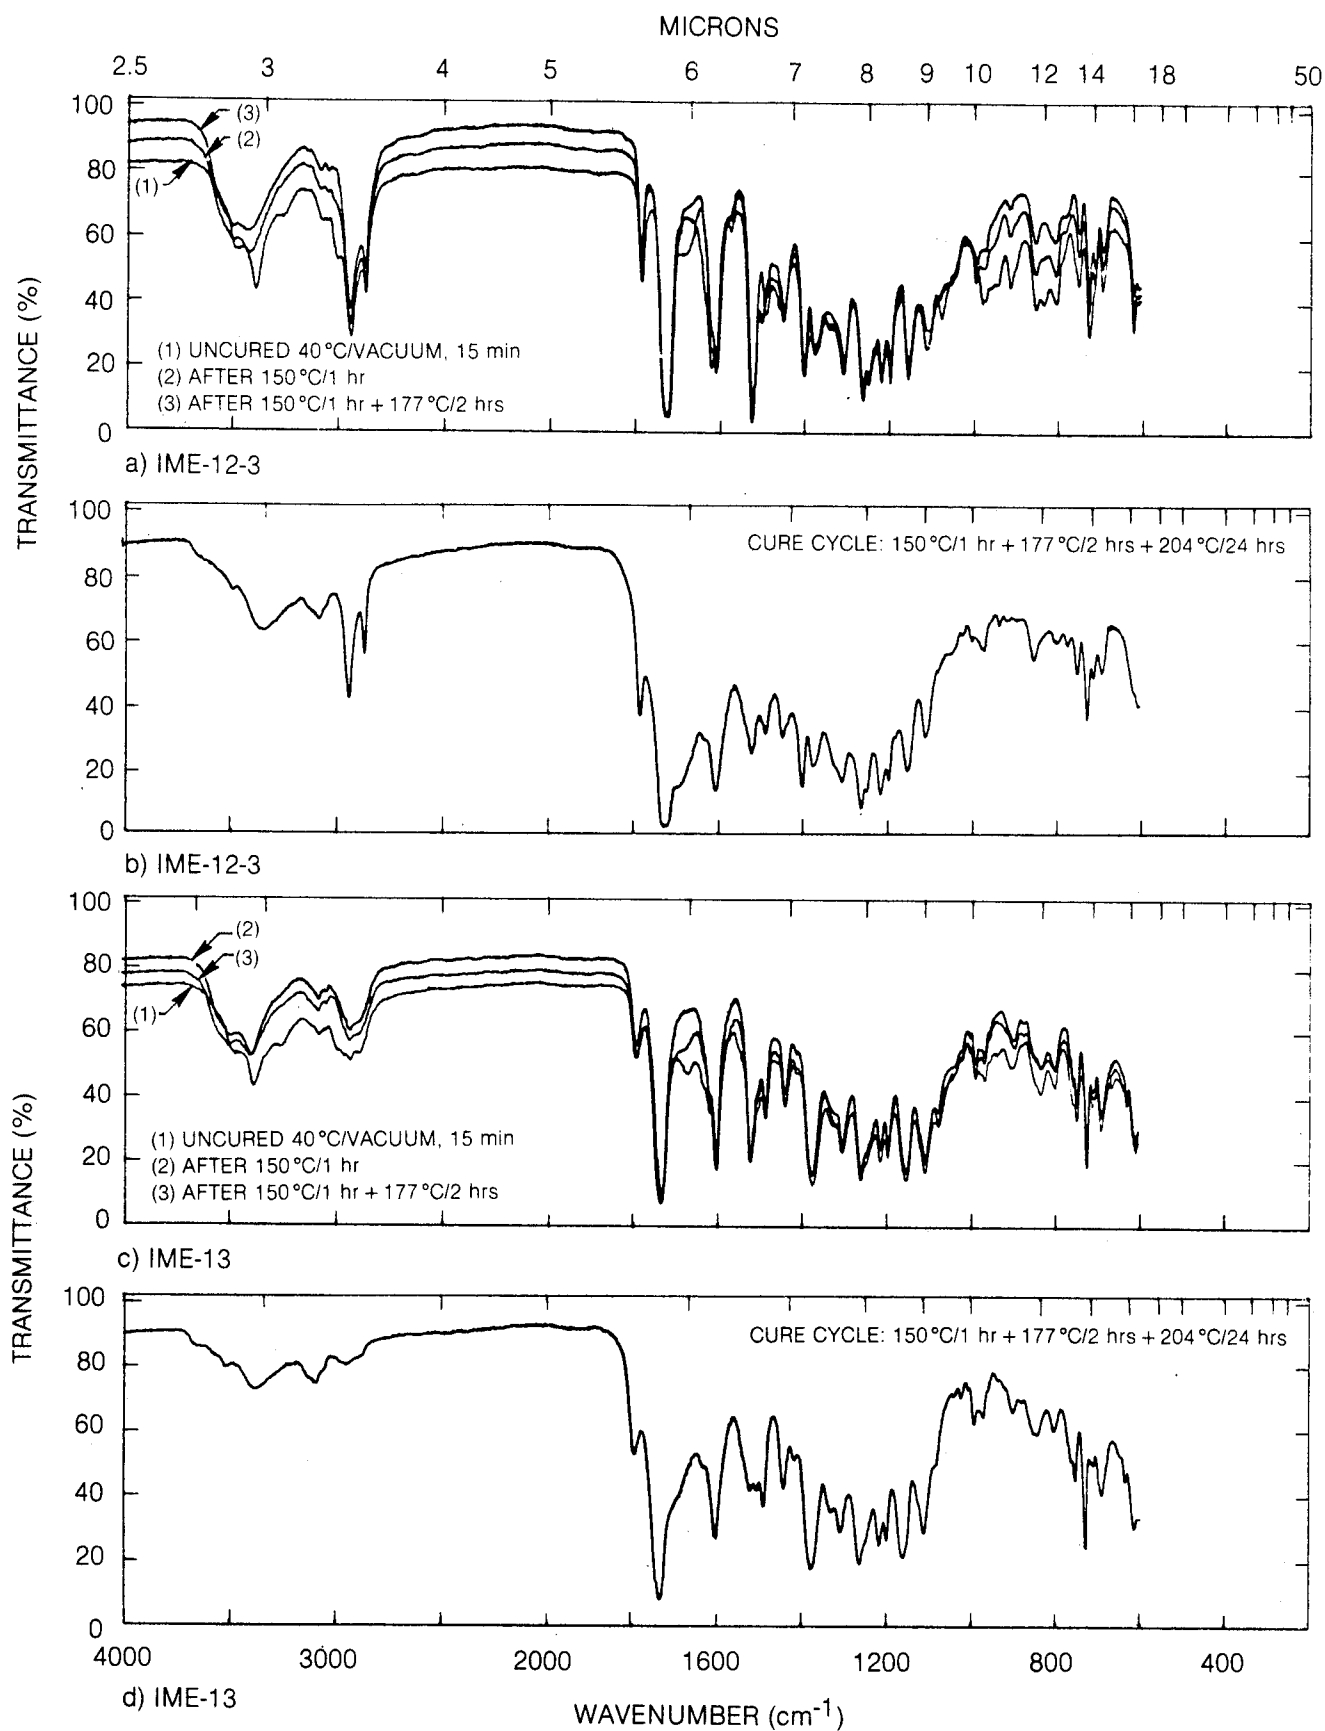 MICRONS
2.5 3 4 5 6 7 8 9 10 12 14 18 50
100
80
60
40
20
0
(3)
(2)
(1)
(1) UNCURED 40°C/VACUUM, 15 min
(2) AFTER 150°C/1 hr
(3) AFTER 150°C/1 hr + 177°C/2 hrs
TRANSMITTANCE (%)
a) IME-12-3
100
80
60
40
20
0
CURE CYCLE: 150°C/1 hr + 177°C/2 hrs + 204°C/24 hrs
b) IME-12-3
100
80
60
40
20
0
(2)
(3)
(1)
(1) UNCURED 40°C/VACUUM, 15 min
(2) AFTER 150°C/1 hr
(3) AFTER 150°C/1 hr + 177°C/2 hrs
TRANSMITTANCE (%)
c) IME-13
100
80
60
40
20
0
CURE CYCLE: 150°C/1 hr + 177°C/2 hrs + 204°C/24 hrs
4000 3000 2000 1600 1200 800 400
d) IME-13
WAVENUMBER (cm⁻¹)